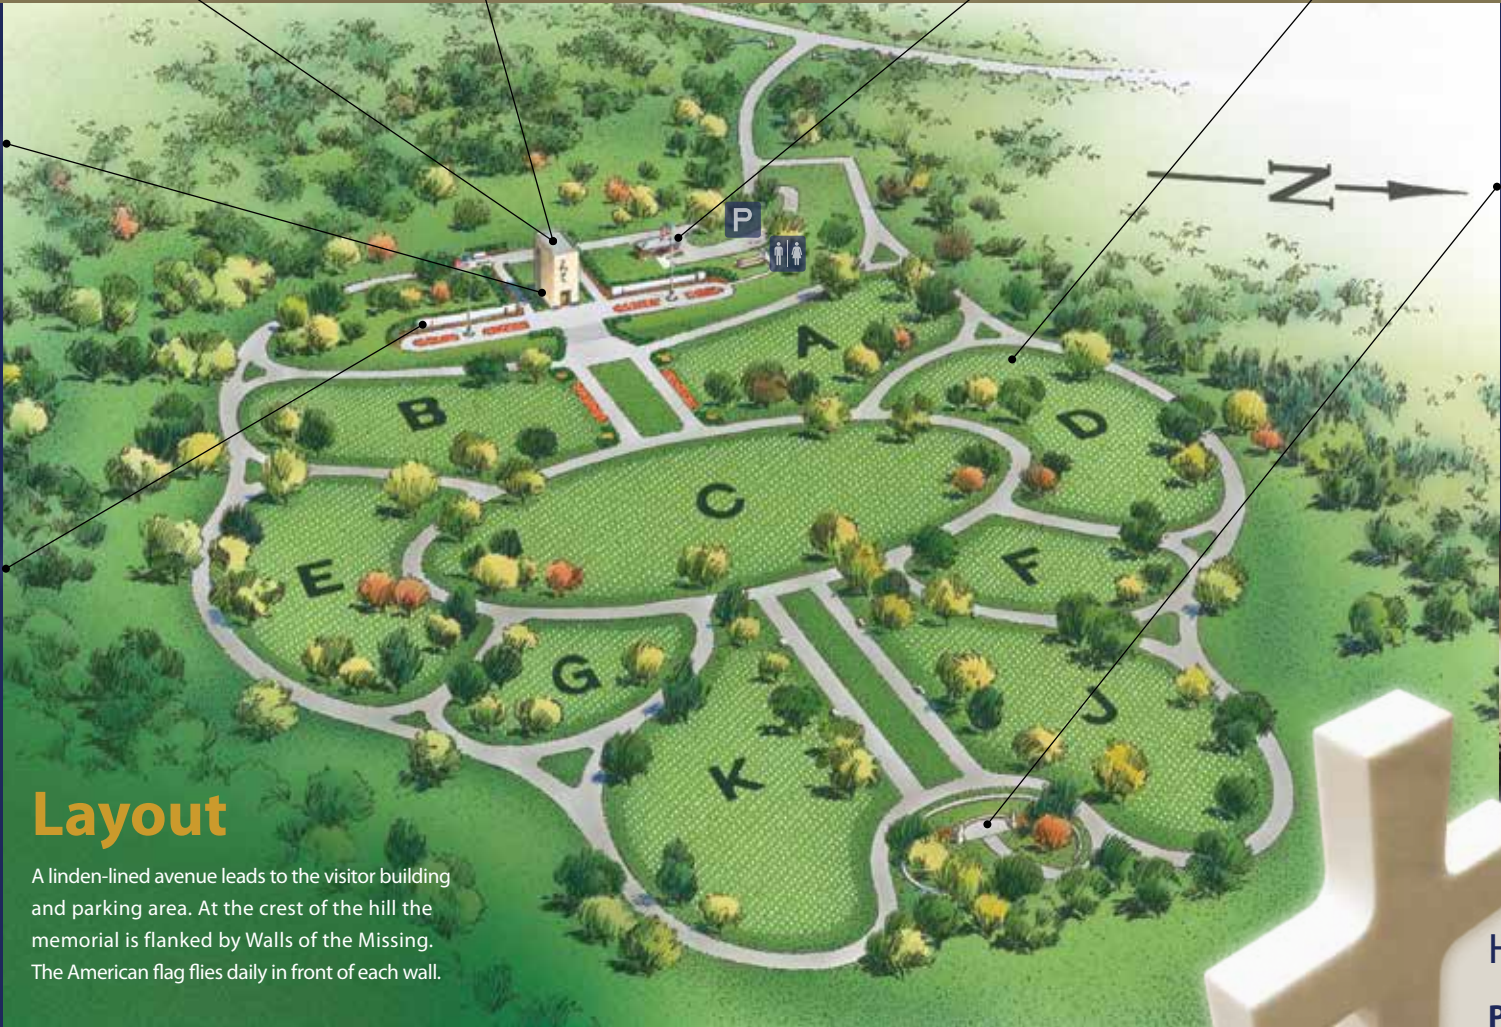 P
N
A
B
D
C
E
F
G
J
K
Layout
A linden-lined avenue leads to the visitor building
and parking area. At the crest of the hill the
memorial is flanked by Walls of the Missing.
The American flag flies daily in front of each wall.
H
P